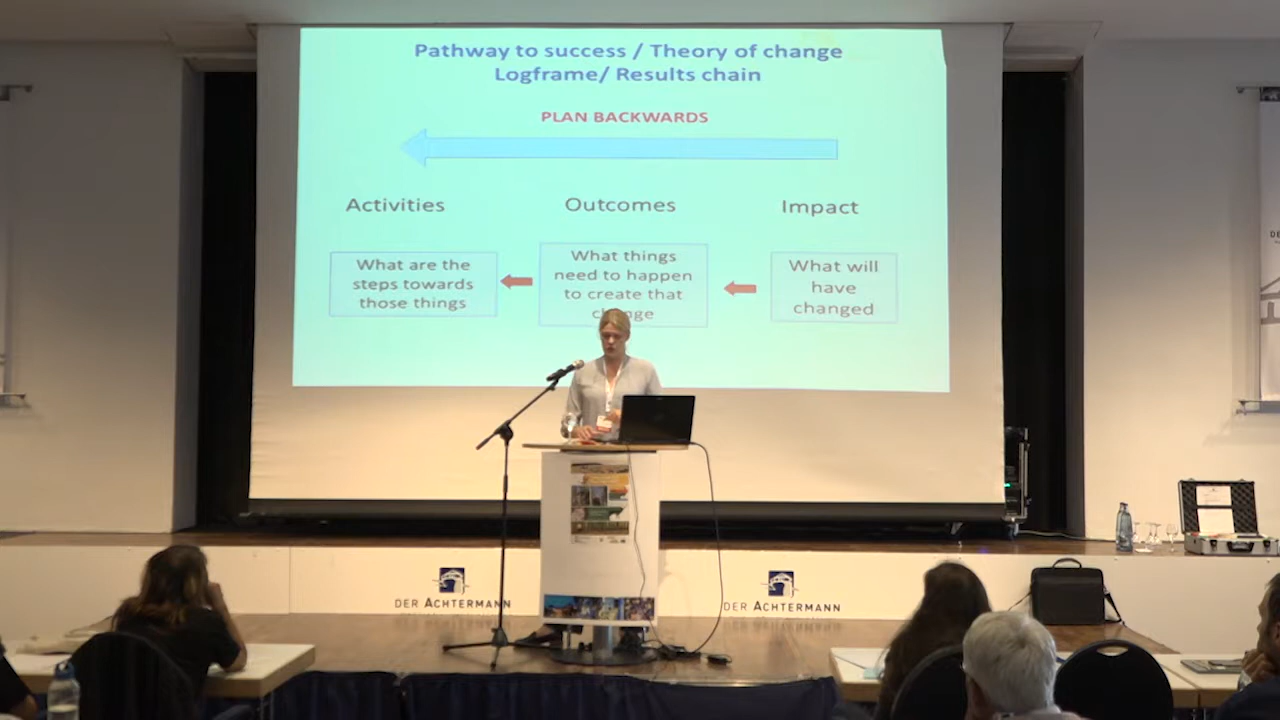 Pathway to success / Theory of change
Logframe/ Results chain
PLAN BACKWARDS
Activities
Outcomes
Impact
What are the
steps towards
those things
What things
need to happen
to create that
change
What will
have
changed
DER ACHTERMANN
DER ACHTERMANN